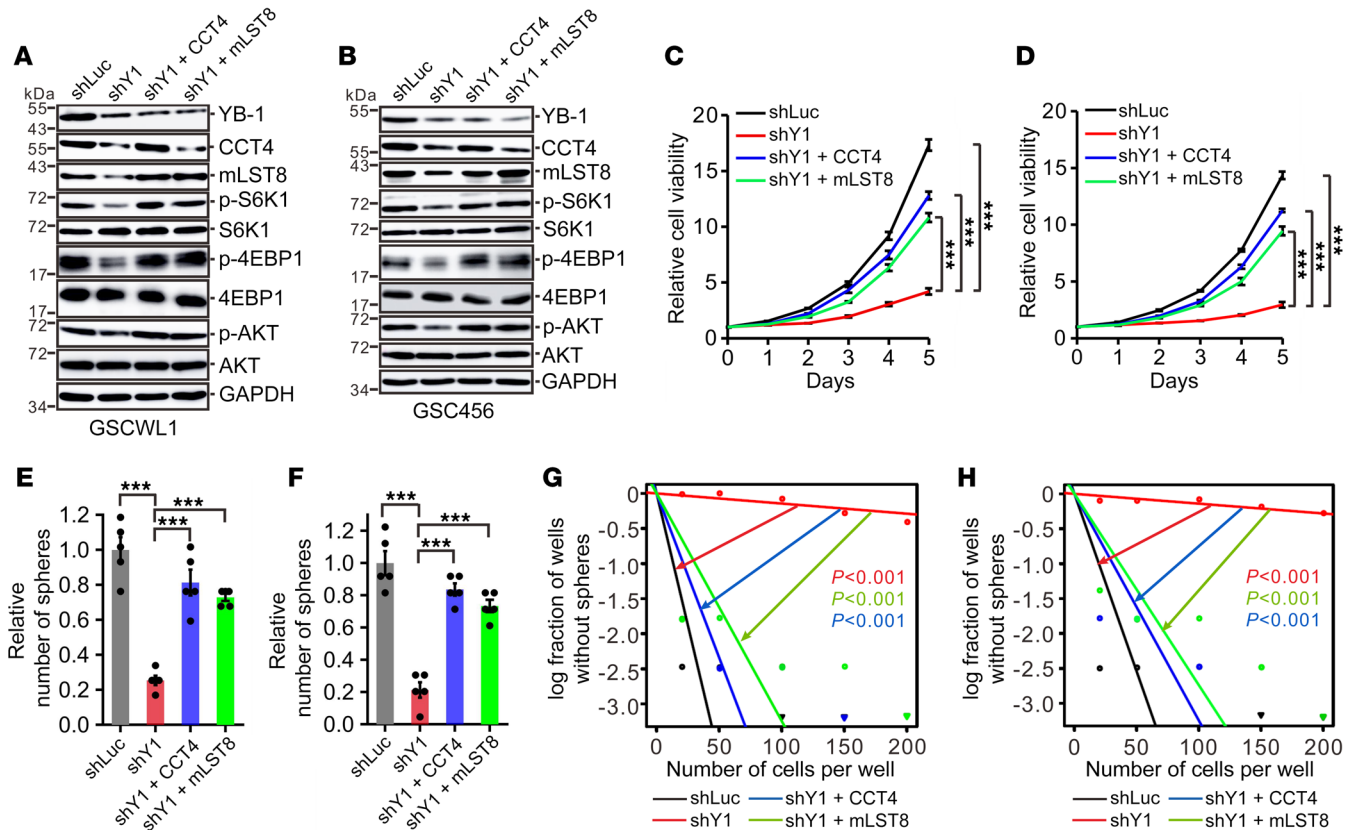 A
shLuc
shY1
shY1 + CCT4
shY1 + mLST8
kDa
55
43
55
43
72
72
17
17
72
72
34
YB-1
CCT4
mLST8
p-S6K1
S6K1
p-4EBP1
4EBP1
p-AKT
AKT
GAPDH
GSCWL1
B
shLuc
shY1
shY1 + CCT4
shY1 + mLST8
kDa
55
55
43
72
72
17
17
72
72
34
YB-1
CCT4
mLST8
p-S6K1
S6K1
p-4EBP1
4EBP1
p-AKT
AKT
GAPDH
GSC456
C
Relative cell viability
20
15
10
5
0
shLuc
shY1
shY1 + CCT4
shY1 + mLST8
***
***
***
0 1 2 3 4 5
Days
D
Relative cell viability
20
15
10
5
0
shLuc
shY1
shY1 + CCT4
shY1 + mLST8
***
***
***
0 1 2 3 4 5
Days
E
Relative
number of spheres
1.2
1.0
0.8
0.6
0.4
0.2
0.0
***
***
***
shLuc
shY1
shY1 + CCT4
shY1 + mLST8
F
Relative
number of spheres
1.2
1.0
0.8
0.6
0.4
0.2
0.0
***
***
***
shLuc
shY1
shY1 + CCT4
shY1 + mLST8
G
log fraction of wells
without spheres
0
-0.5
-1.0
-1.5
-2.0
-2.5
-3.0
P<0.001
P<0.001
P<0.001
0 50 100 150 200
Number of cells per well
shLuc shY1 + CCT4
shY1 shY1 + mLST8
H
log fraction of wells
without spheres
0
-0.5
-1.0
-1.5
-2.0
-2.5
-3.0
P<0.001
P<0.001
P<0.001
0 50 100 150 200
Number of cells per well
shLuc shY1 + CCT4
shY1 shY1 + mLST8